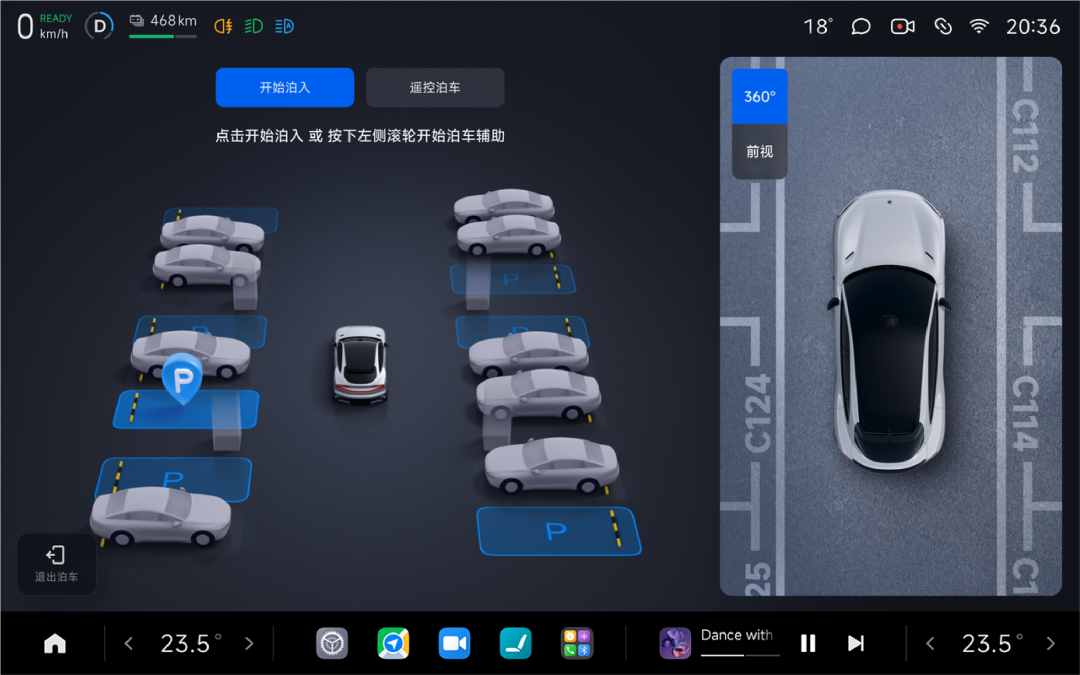 0 READY km/h
D
468km
18°
20:36
开始泊入
遥控泊车
点击开始泊入 或 按下左侧滚轮开始泊车辅助
360°
前视
C112
C124
C114
25
C1
P
P
P
P
P
P
退出泊车
23.5°
Dance with
23.5°